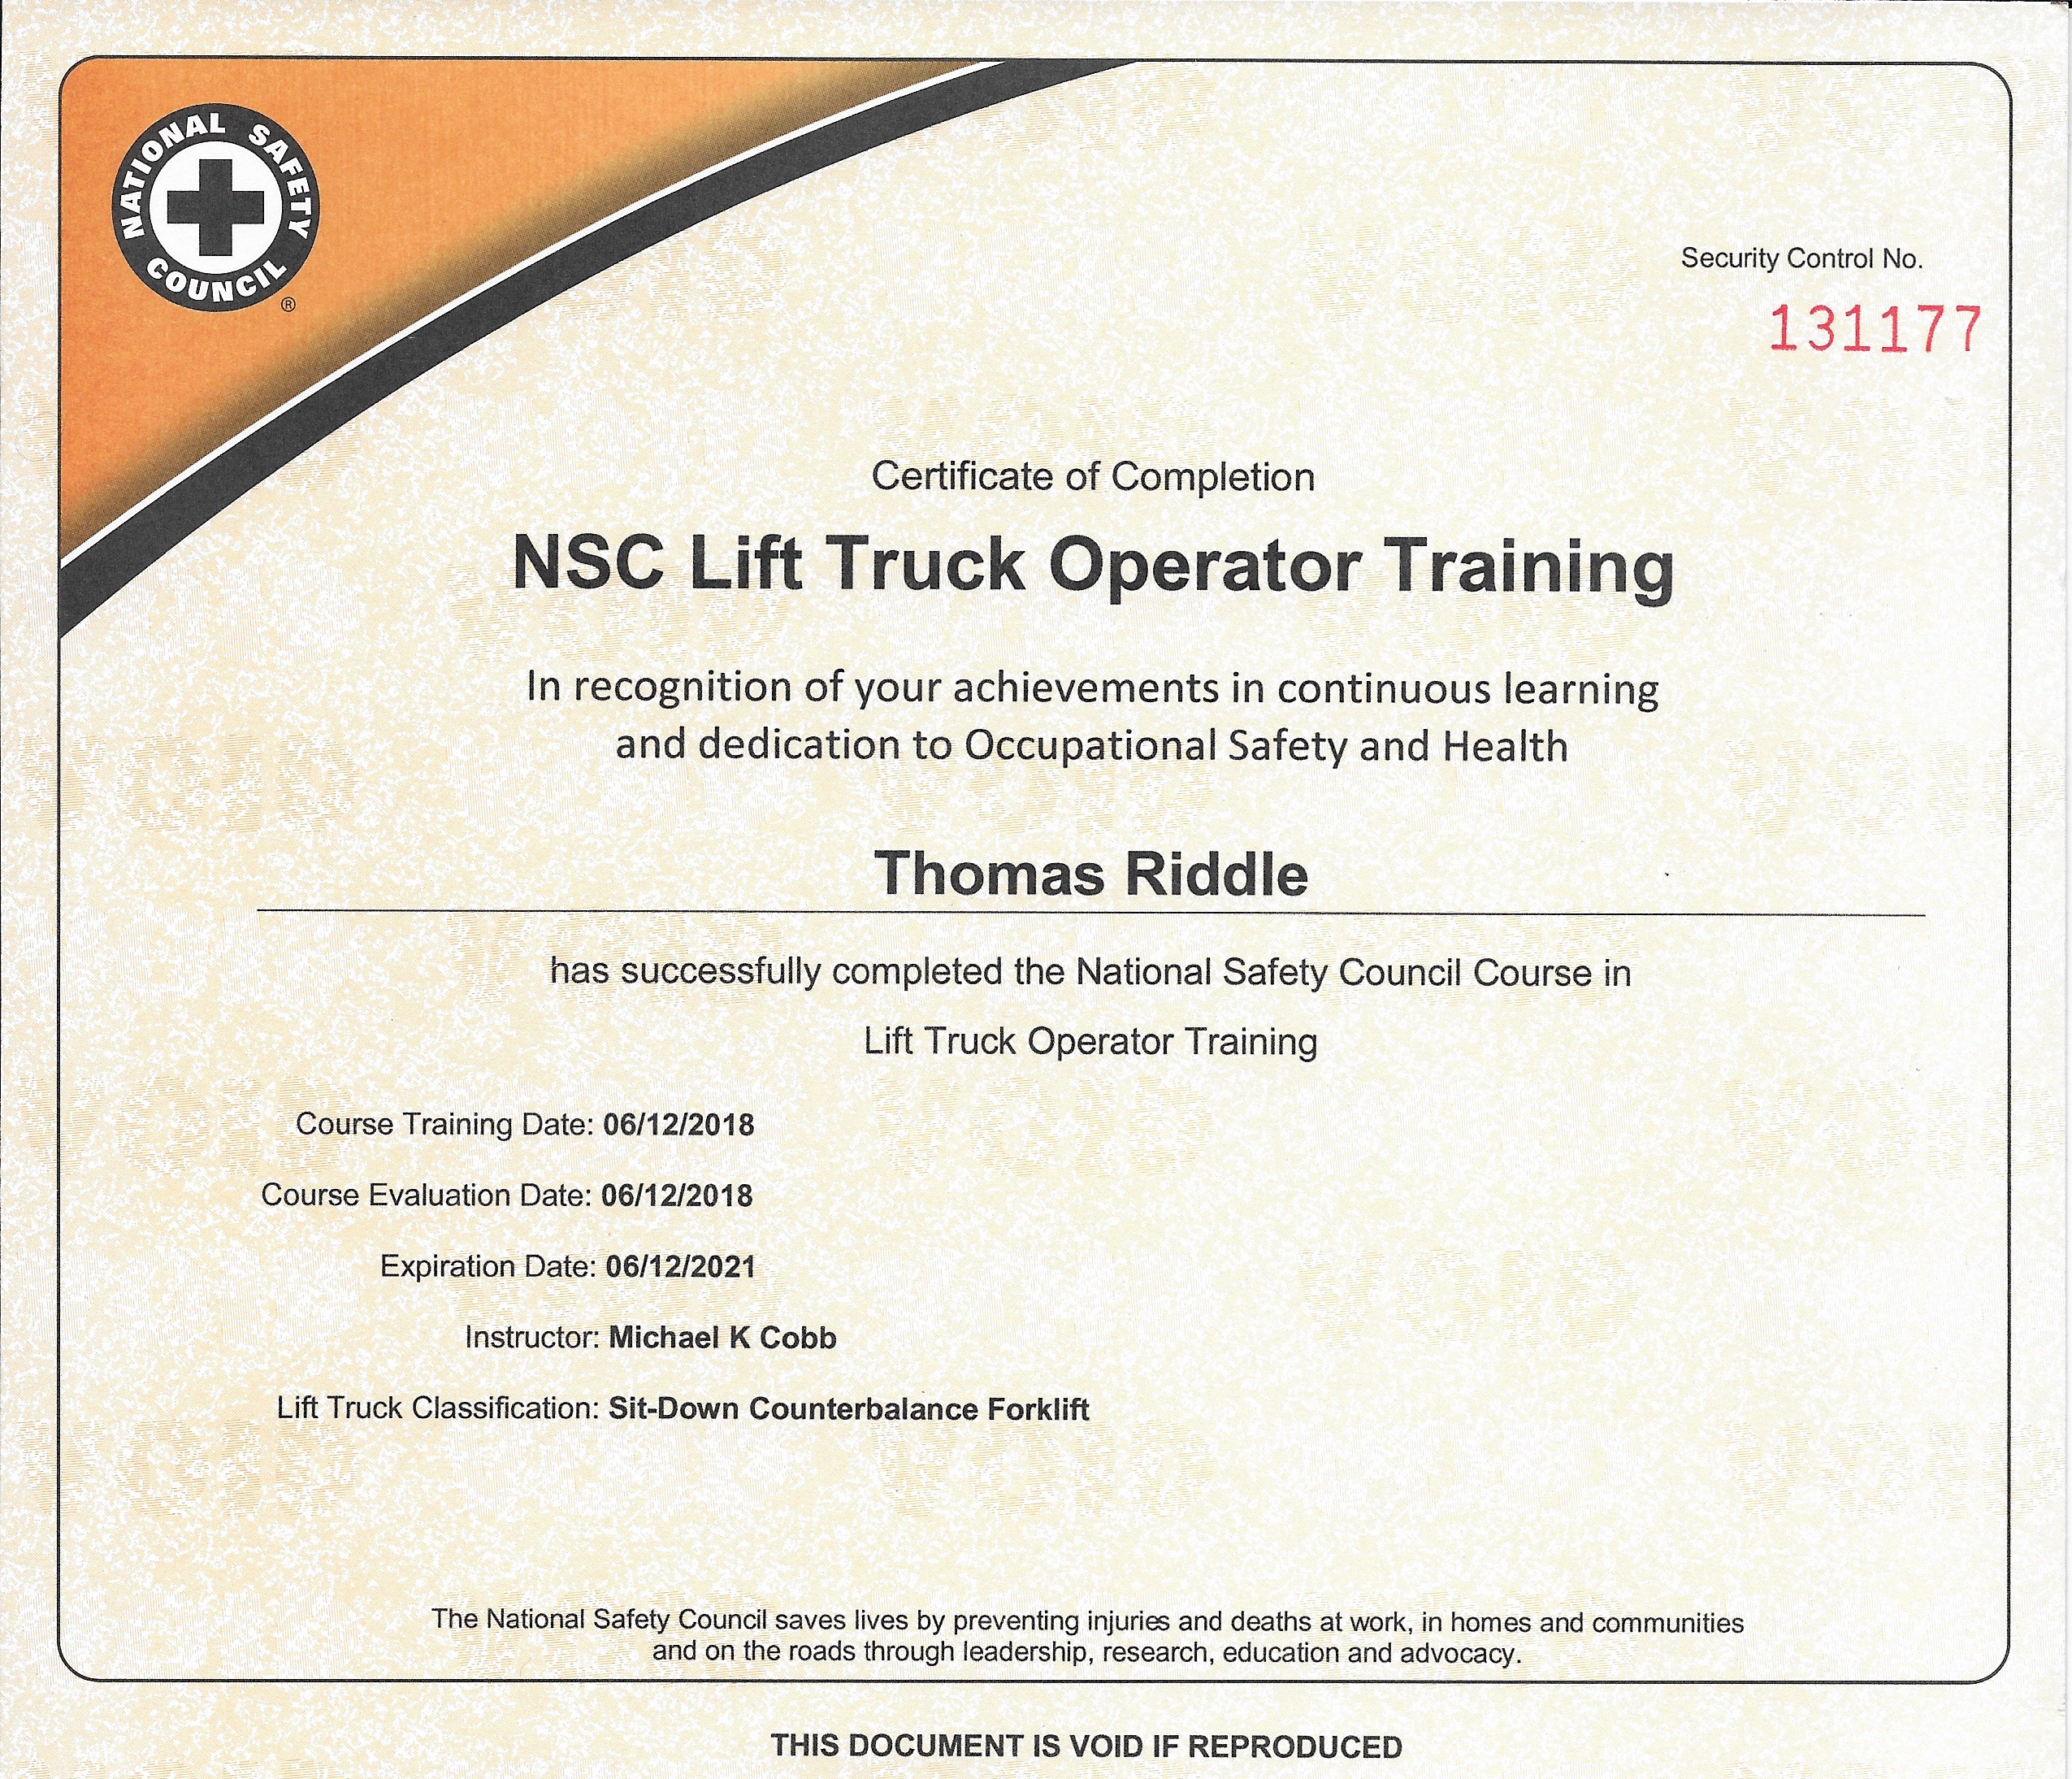 NATIONAL SAFETY COUNCIL ®
Security Control No.
131177
Certificate of Completion
NSC Lift Truck Operator Training
In recognition of your achievements in continuous learning
and dedication to Occupational Safety and Health
Thomas Riddle
has successfully completed the National Safety Council Course in
Lift Truck Operator Training
Course Training Date: 06/12/2018
Course Evaluation Date: 06/12/2018
Expiration Date: 06/12/2021
Instructor: Michael K Cobb
Lift Truck Classification: Sit-Down Counterbalance Forklift
The National Safety Council saves lives by preventing injuries and deaths at work, in homes and communities
and on the roads through leadership, research, education and advocacy.
THIS DOCUMENT IS VOID IF REPRODUCED